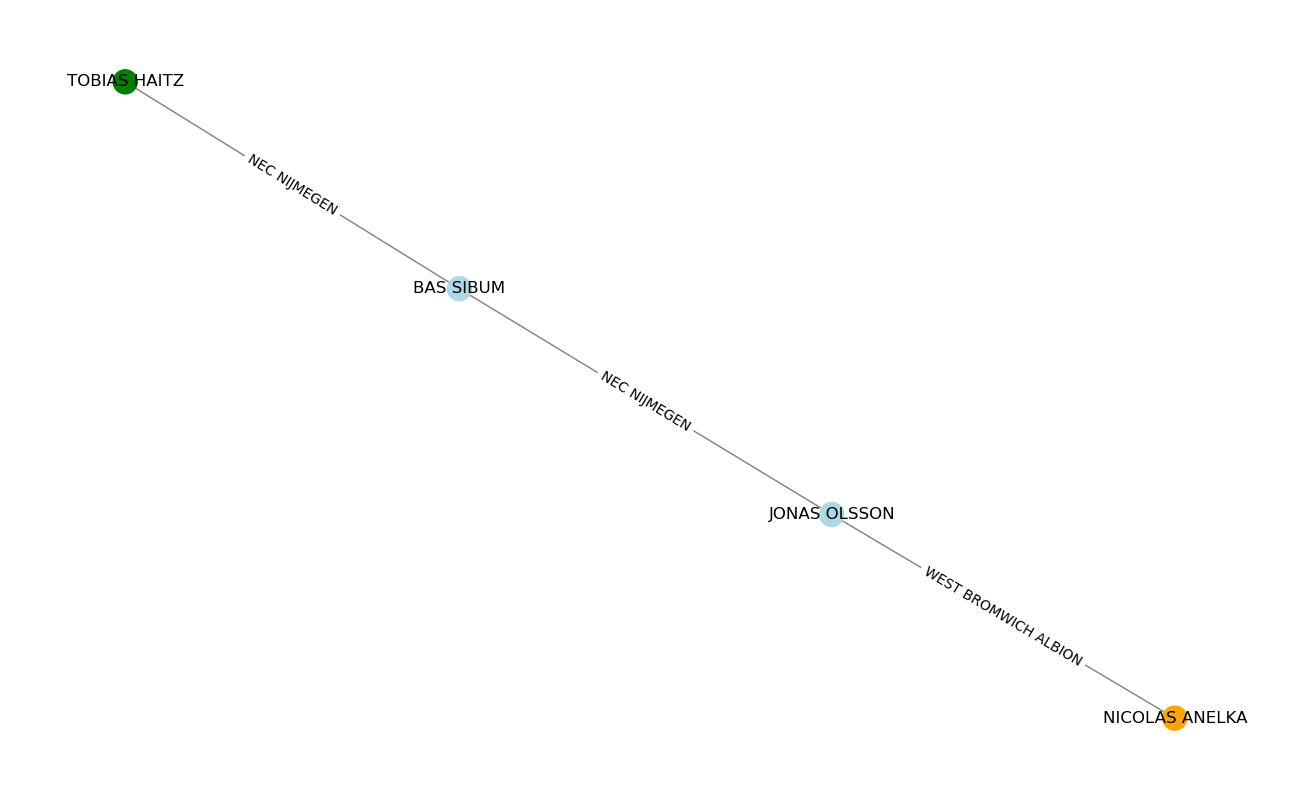 TOBIAS HAITZ
NEC NIJMEGEN
BAS SIBUM
NEC NIJMEGEN
JONAS OLSSON
WEST BROMWICH ALBION
NICOLAS ANELKA